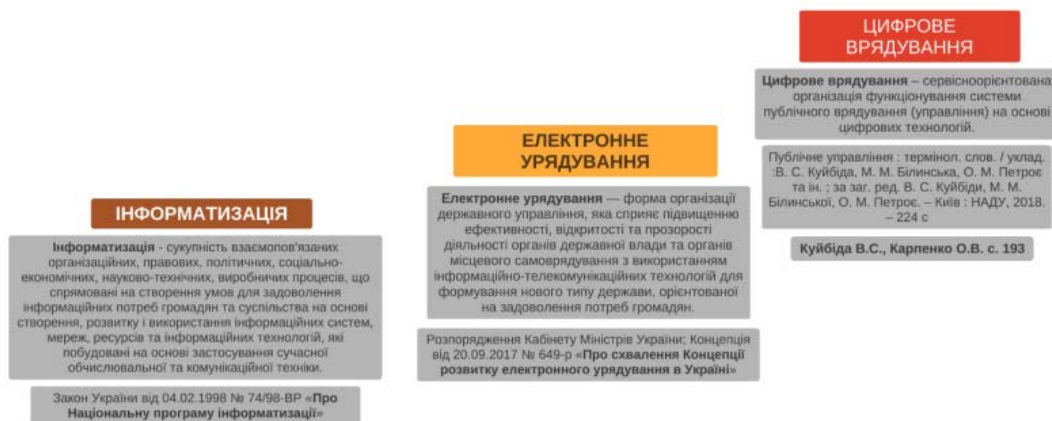 ІНФОРМАТИЗАЦІЯ
Інформатизація - сукупність взаємопов'язаних
організаційних, правових, політичних, соціально-
економічних, науково-технічних, виробничих процесів, що
спрямовані на створення умов для задоволення
інформаційних потреб громадян та суспільства на основі
створення, розвитку і використання інформаційних систем,
мереж, ресурсів та інформаційних технологій, які
побудовані на основі застосування сучасної
обчислювальної та комунікаційної техніки.
Закон України від 04.02.1998 № 74/98-ВР «Про
Національну програму інформатизації»
ЕЛЕКТРОННЕ
УРЯДУВАННЯ
Електронне урядування — форма організації
державного управління, яка сприяє підвищенню
ефективності, відкритості та прозорості
діяльності органів державної влади та органів
місцевого самоврядування з використанням
інформаційно-телекомунікаційних технологій для
формування нового типу держави, орієнтованої
на задоволення потреб громадян.
Розпорядження Кабінету Міністрів України; Концепція
від 20.09.2017 № 649-р «Про схвалення Концепції
розвитку електронного урядування в Україні»
ЦИФРОВЕ
ВРЯДУВАННЯ
Цифрове врядування – сервісноорієнтована
організація функціонування системи
публічного врядування (управління) на основі
цифрових технологій.
Публічне управління : термінол. слов. / уклад.
:В. С. Куйбіда, М. М. Білинська, О. М. Петроє
та ін. ; за заг. ред. В. С. Куйбіди, М. М.
Білинської, О. М. Петроє. – Київ : НАДУ, 2018.
– 224 с
Куйбіда В.С., Карпенко О.В. с. 193